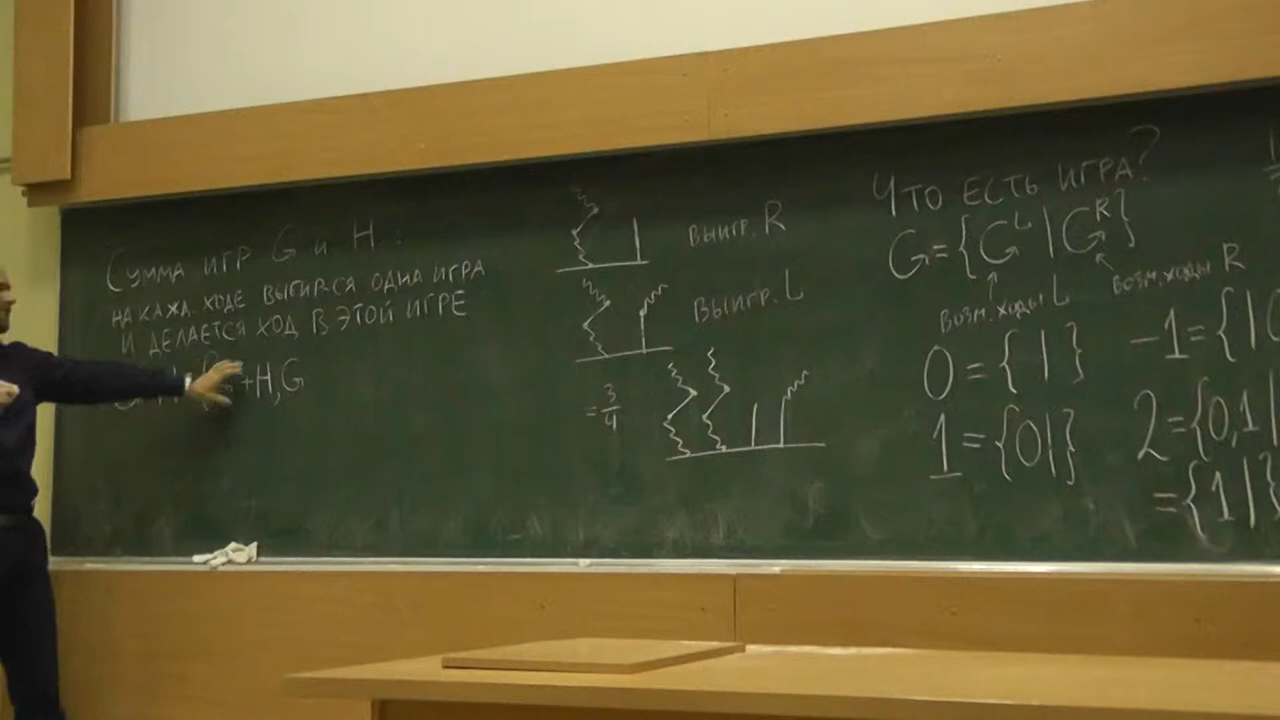 Сумма игр G и H:
на кажд. ходе выбир-ся одна игра
и делается ход в этой игре
+H, G
выигр. R
выигр. L
= 3/4
Что есть игра?
G = {G^L | G^R}
возм. ходы L
возм. ходы R
0 = { | }
1 = {0| }
-1 = { |
2 = {0,1 |
= {1 | }